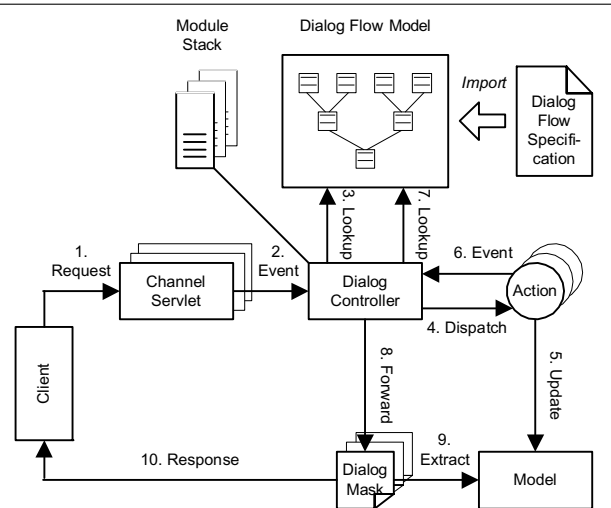 Module
Stack
Dialog Flow Model
Import
Dialog
Flow
Specifi-
cation
3. Lookup
7. Lookup
1.
Request
2.
Event
6. Event
Channel
Servlet
Dialog
Controller
Action
4. Dispatch
Client
8. Forward
5. Update
10. Response
Dialog
Mask
9.
Extract
Model